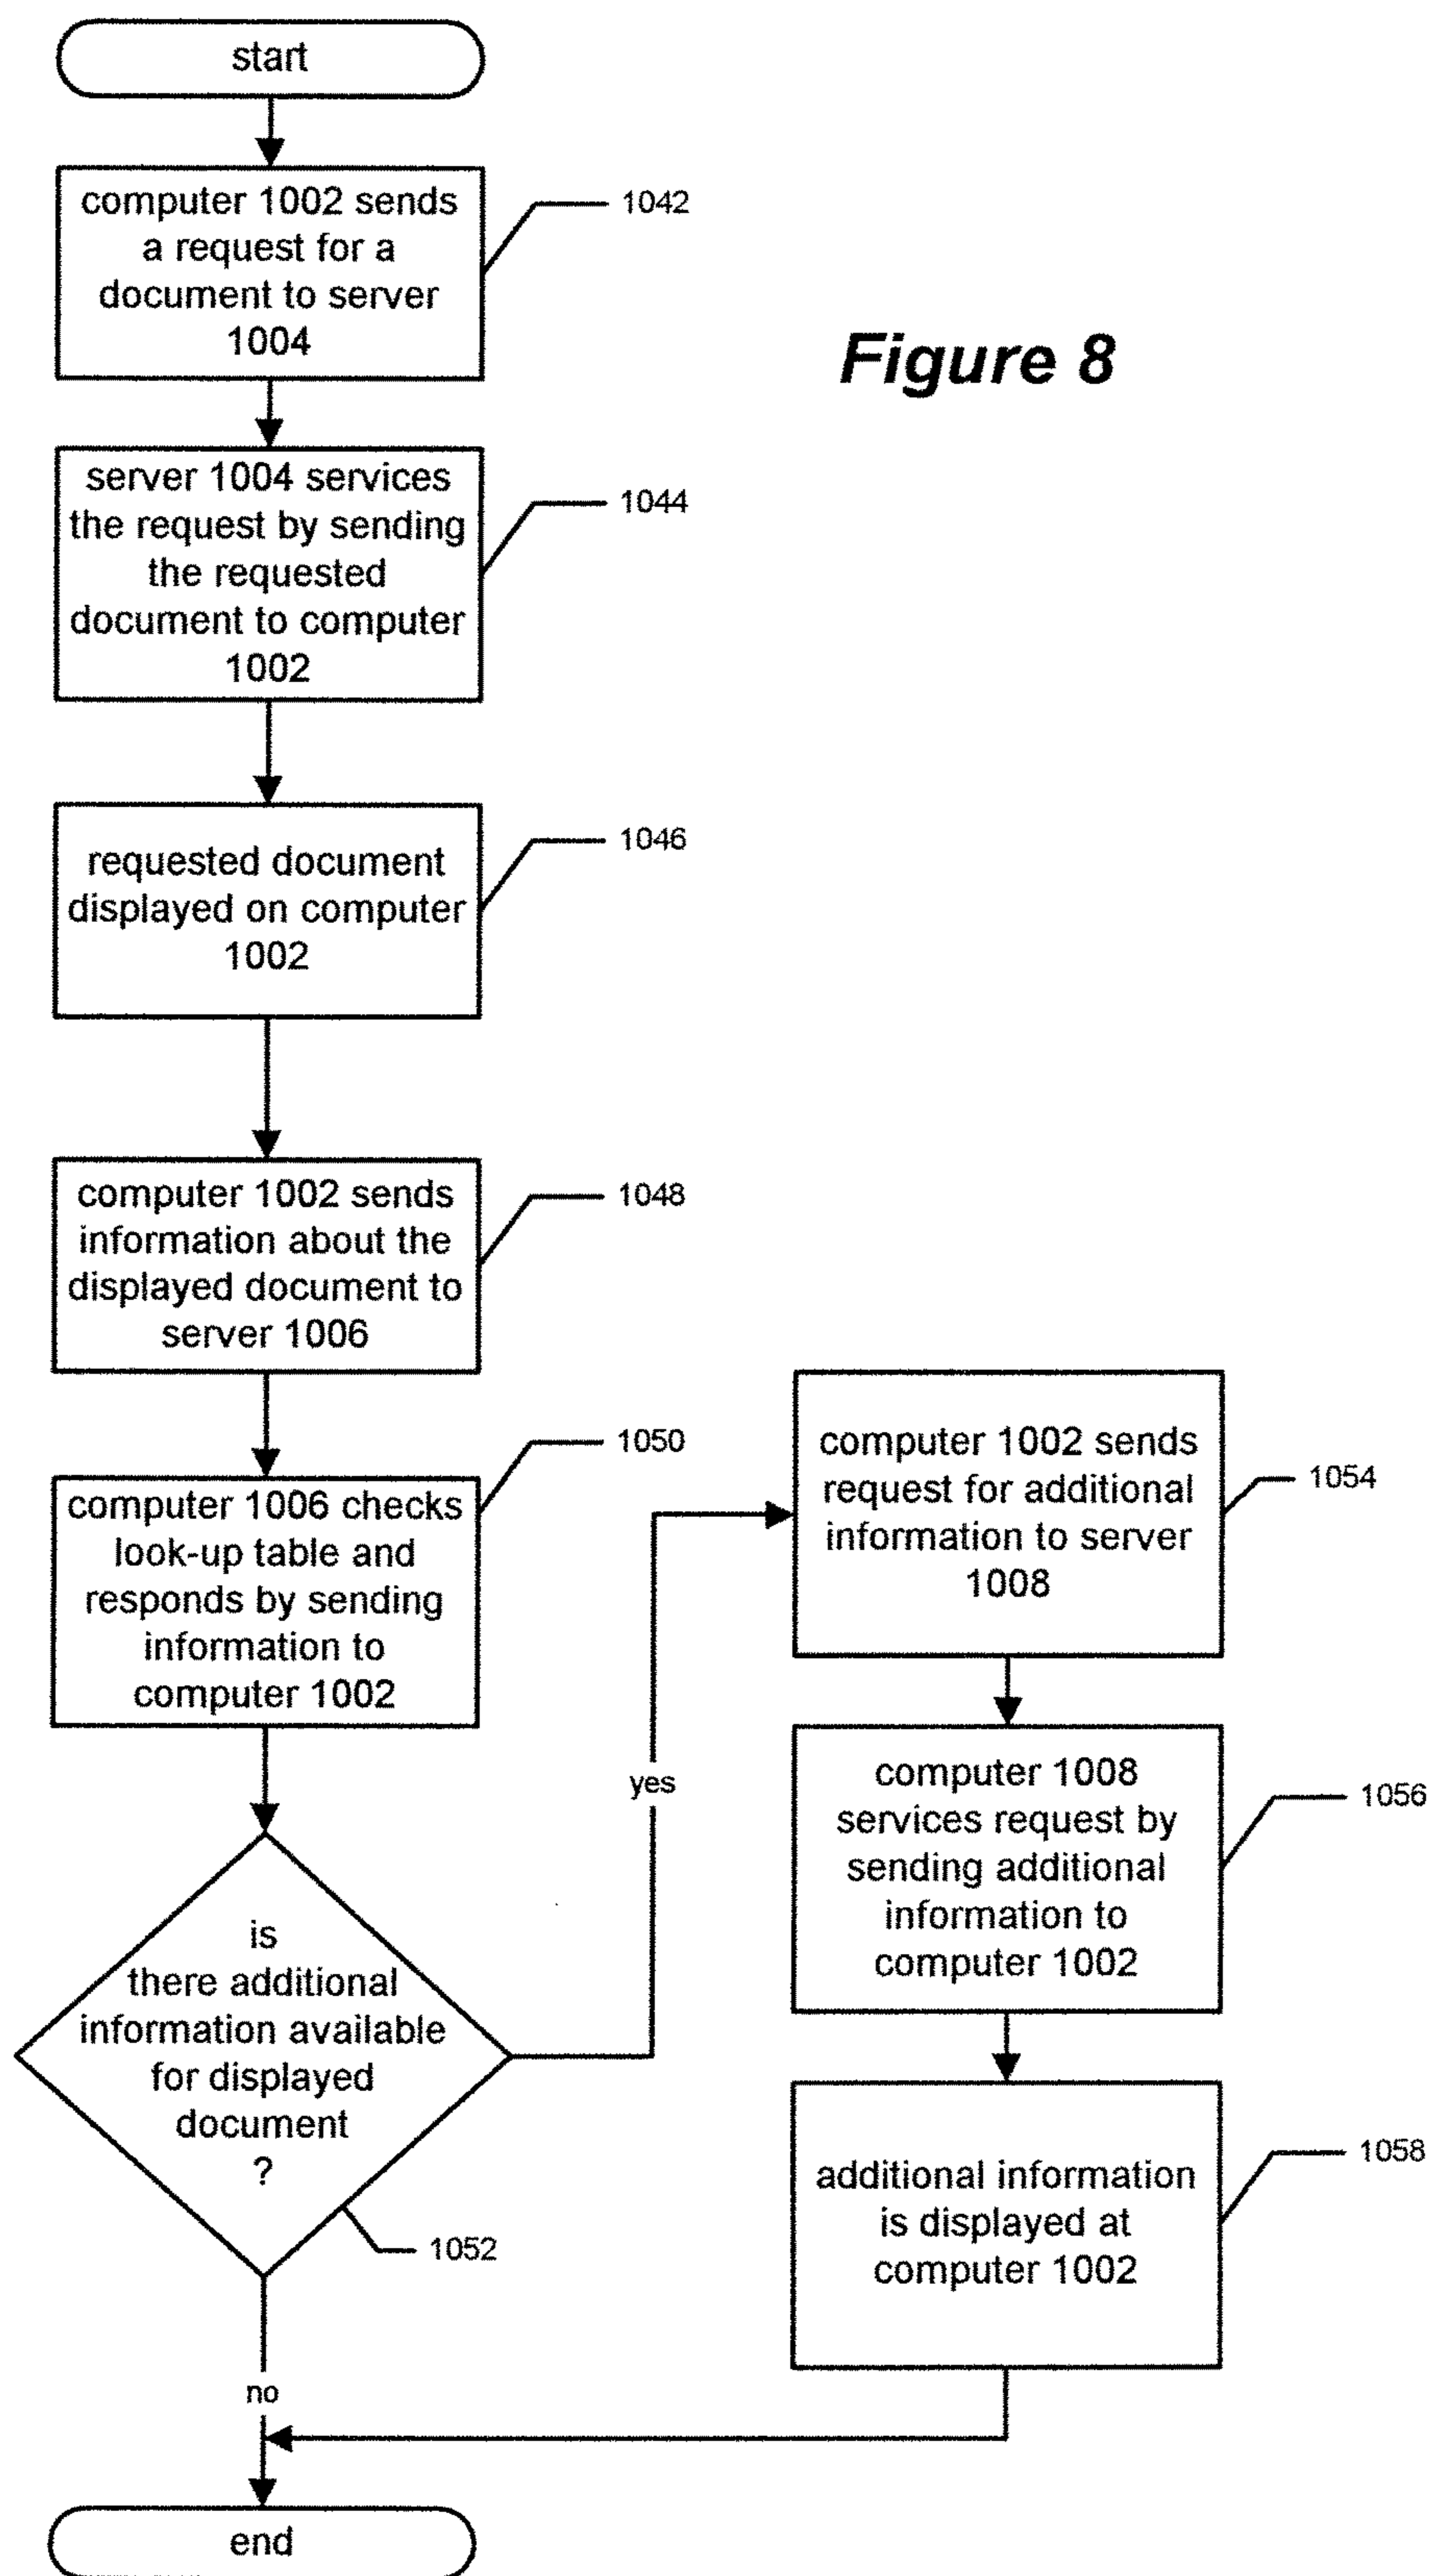 start
computer 1002 sends
a request for a
document to server
1004
1042
Figure 8
server 1004 services
the request by sending
the requested
document to computer
1002
1044
requested document
displayed on computer
1002
1046
computer 1002 sends
information about the
displayed document to
server 1006
1048
computer 1006 checks
look-up table and
responds by sending
information to
computer 1002
1050
is
there additional
information available
for displayed
document
?
1052
yes
computer 1002 sends
request for additional
information to server
1008
1054
computer 1008
services request by
sending additional
information to
computer 1002
1056
additional information
is displayed at
computer 1002
1058
no
end